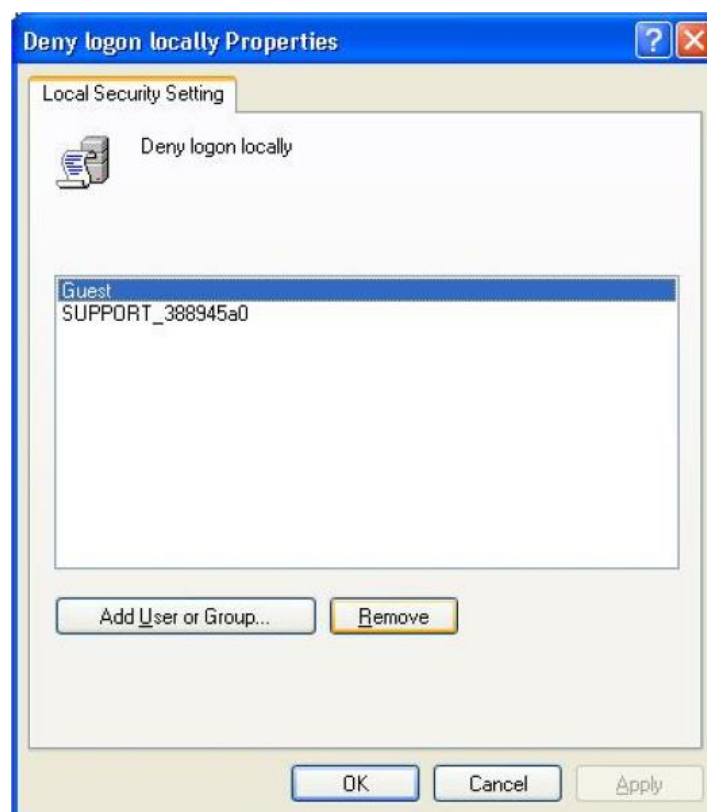 Deny logon locally Properties
Local Security Setting
Deny logon locally
Guest
SUPPORT_388945a0
Add User or Group...
Remove
OK
Cancel
Apply